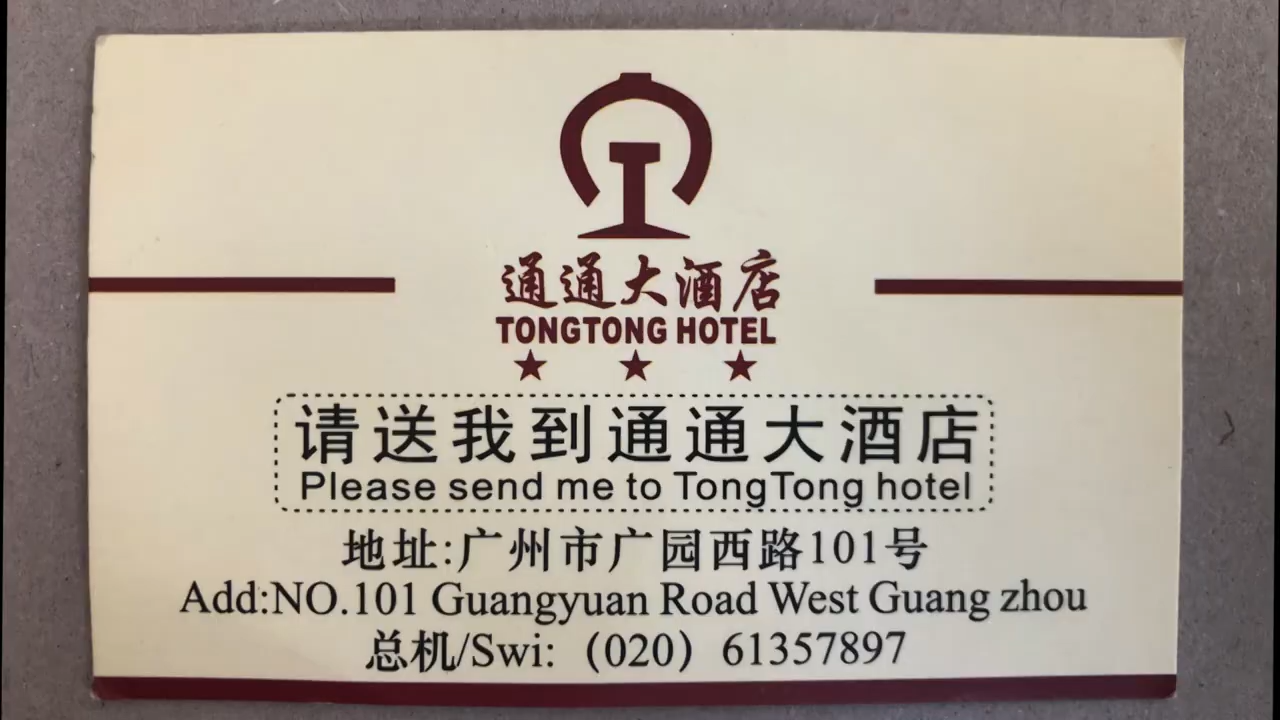 通通大酒店
TONGTONG HOTEL
请送我到通通大酒店
Please send me to TongTong hotel
地址:广州市广园西路101号
Add:NO.101 Guangyuan Road West Guang zhou
总机/Swi:（020）61357897